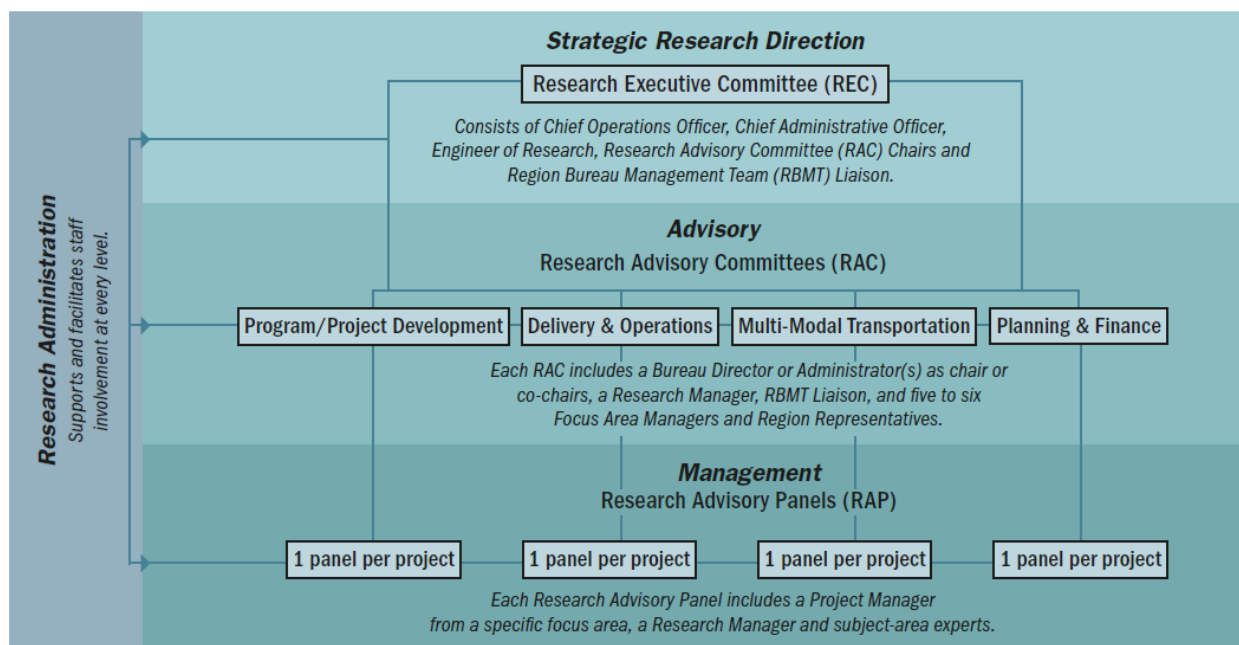 Research Administration
Supports and facilitates staff
involvement at every level.
Strategic Research Direction
Research Executive Committee (REC)
Consists of Chief Operations Officer, Chief Administrative Officer,
Engineer of Research, Research Advisory Committee (RAC) Chairs and
Region Bureau Management Team (RBMT) Liaison.
Advisory
Research Advisory Committees (RAC)
Program/Project Development
Delivery & Operations
Multi-Modal Transportation
Planning & Finance
Each RAC includes a Bureau Director or Administrator(s) as chair or
co-chairs, a Research Manager, RBMT Liaison, and five to six
Focus Area Managers and Region Representatives.
Management
Research Advisory Panels (RAP)
1 panel per project
1 panel per project
1 panel per project
1 panel per project
Each Research Advisory Panel includes a Project Manager
from a specific focus area, a Research Manager and subject-area experts.